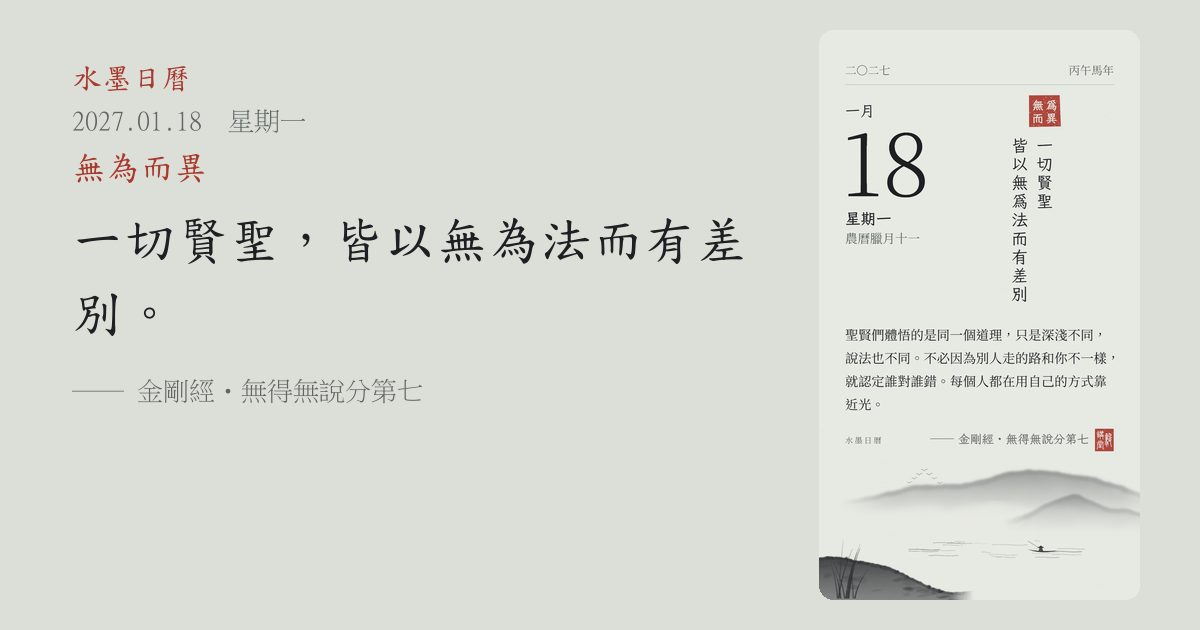 水墨日曆
2027.01.18 星期一
無為而異
一切賢聖，皆以無為法而有差
別。
—— 金剛經・無得無說分第七
二〇二七
丙午馬年
一月
18
星期一
農曆臘月十一
無而
爲異
一切賢聖
皆以無爲法而有差別
聖賢們體悟的是同一個道理，只是深淺不同，
說法也不同。不必因為別人走的路和你不一樣，
就認定誰對誰錯。每個人都在用自己的方式靠
近光。
水墨日曆
—— 金剛經・無得無說分第七